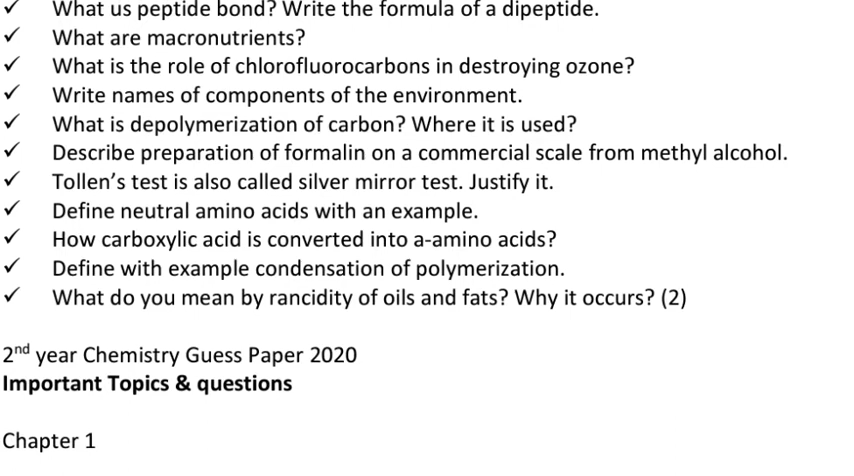 ✓ What us peptide bond? Write the formula of a dipeptide.
✓ What are macronutrients?
✓ What is the role of chlorofluorocarbons in destroying ozone?
✓ Write names of components of the environment.
✓ What is depolymerization of carbon? Where it is used?
✓ Describe preparation of formalin on a commercial scale from methyl alcohol.
✓ Tollen’s test is also called silver mirror test. Justify it.
✓ Define neutral amino acids with an example.
✓ How carboxylic acid is converted into a-amino acids?
✓ Define with example condensation of polymerization.
✓ What do you mean by rancidity of oils and fats? Why it occurs? (2)
2nd year Chemistry Guess Paper 2020
Important Topics & questions
Chapter 1